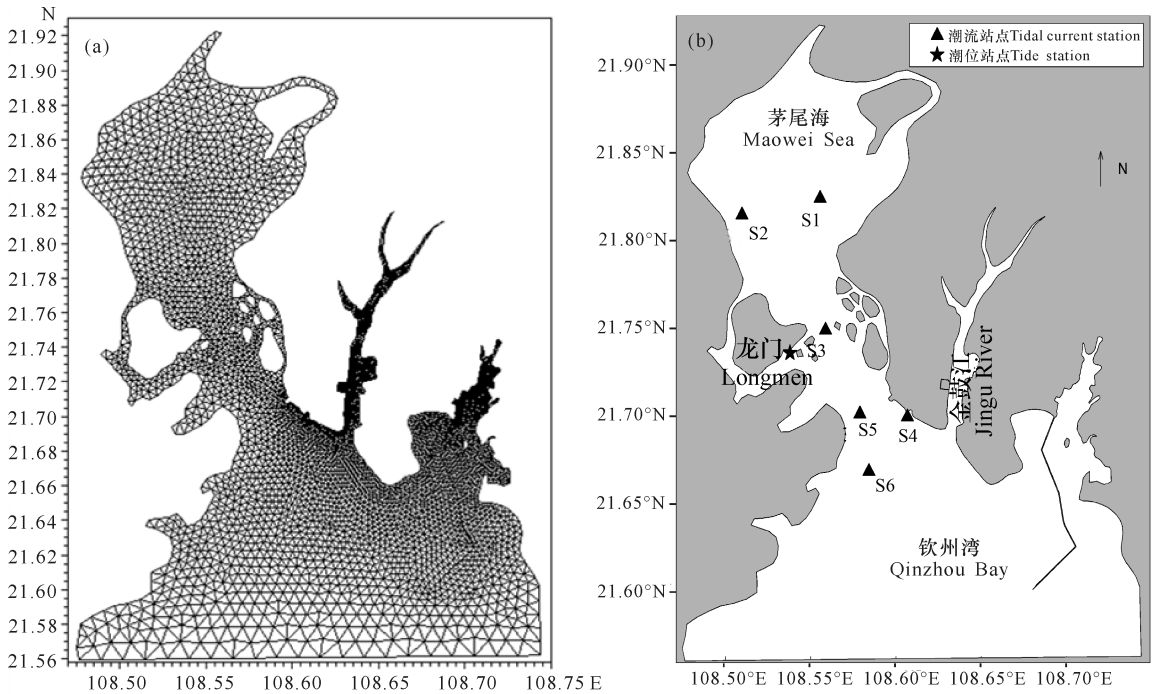 N
(a)
21.92
21.90
21.88
21.86
21.84
21.82
21.80
21.78
21.76
21.74
21.72
21.70
21.68
21.66
21.64
21.62
21.60
21.58
21.56
108.50 108.55 108.60 108.65 108.70 108.75 E
(b)
▲ 潮流站点Tidal current station
★ 潮位站点Tide station
21.90°N
21.85°N
21.80°N
21.75°N
21.70°N
21.65°N
21.60°N
茅尾海
Maowei Sea
N
S1
S2
S3
龙门
Longmen
金鼓江
Jingu River
S5
S4
S6
钦州湾
Qinzhou Bay
108.50°E 108.55°E 108.60°E 108.65°E 108.70°E